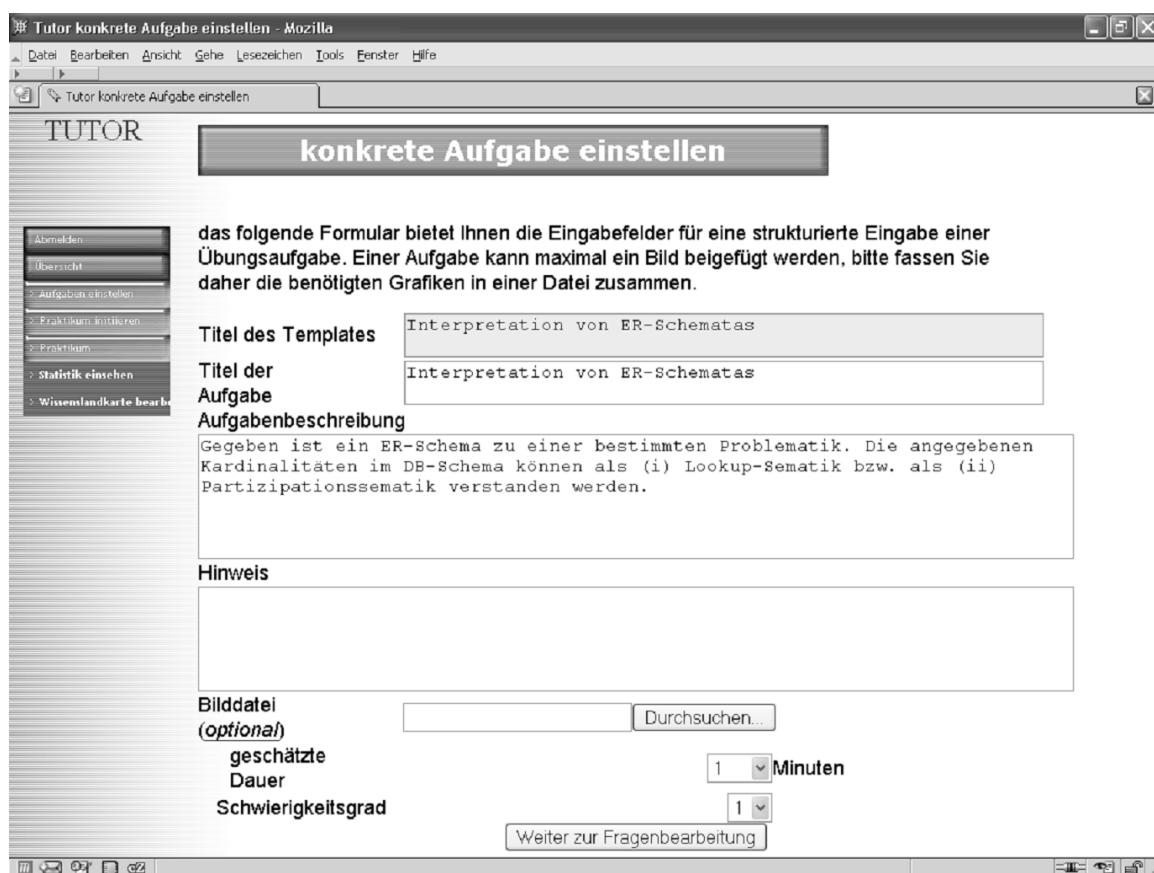 Tutor konkrete Aufgabe einstellen - Mozilla
Datei Bearbeiten Ansicht Gehe Lesezeichen Tools Fenster Hilfe
Tutor konkrete Aufgabe einstellen
TUTOR
konkrete Aufgabe einstellen
Abmelden
Übersicht
> Aufgaben einstellen
> Praktikum initiieren
> Praktikum
> Statistik einsehen
> Wissenslandkarte bearbe
das folgende Formular bietet Ihnen die Eingabefelder für eine strukturierte Eingabe einer
Übungsaufgabe. Einer Aufgabe kann maximal ein Bild beigefügt werden, bitte fassen Sie
daher die benötigten Grafiken in einer Datei zusammen.
Titel des Templates
Interpretation von ER-Schematas
Titel der
Aufgabe
Interpretation von ER-Schematas
Aufgabenbeschreibung
Gegeben ist ein ER-Schema zu einer bestimmten Problematik. Die angegebenen
Kardinalitäten im DB-Schema können als (i) Lookup-Sematik bzw. als (ii)
Partizipationssematik verstanden werden.
Hinweis
Bilddatei
(optional)
Durchsuchen...
geschätzte
Dauer
1 Minuten
Schwierigkeitsgrad
1
Weiter zur Fragenbearbeitung